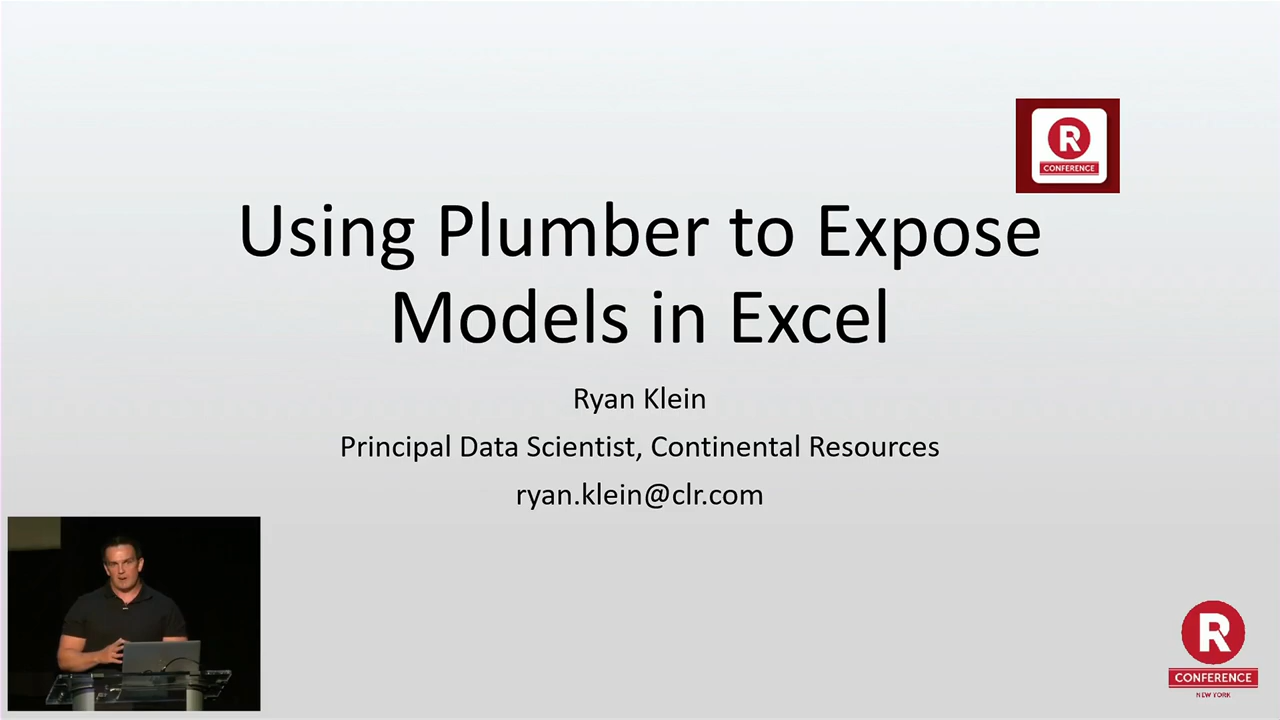 R
CONFERENCE
Using Plumber to Expose
Models in Excel
Ryan Klein
Principal Data Scientist, Continental Resources
ryan.klein@clr.com
R
CONFERENCE
NEW YORK